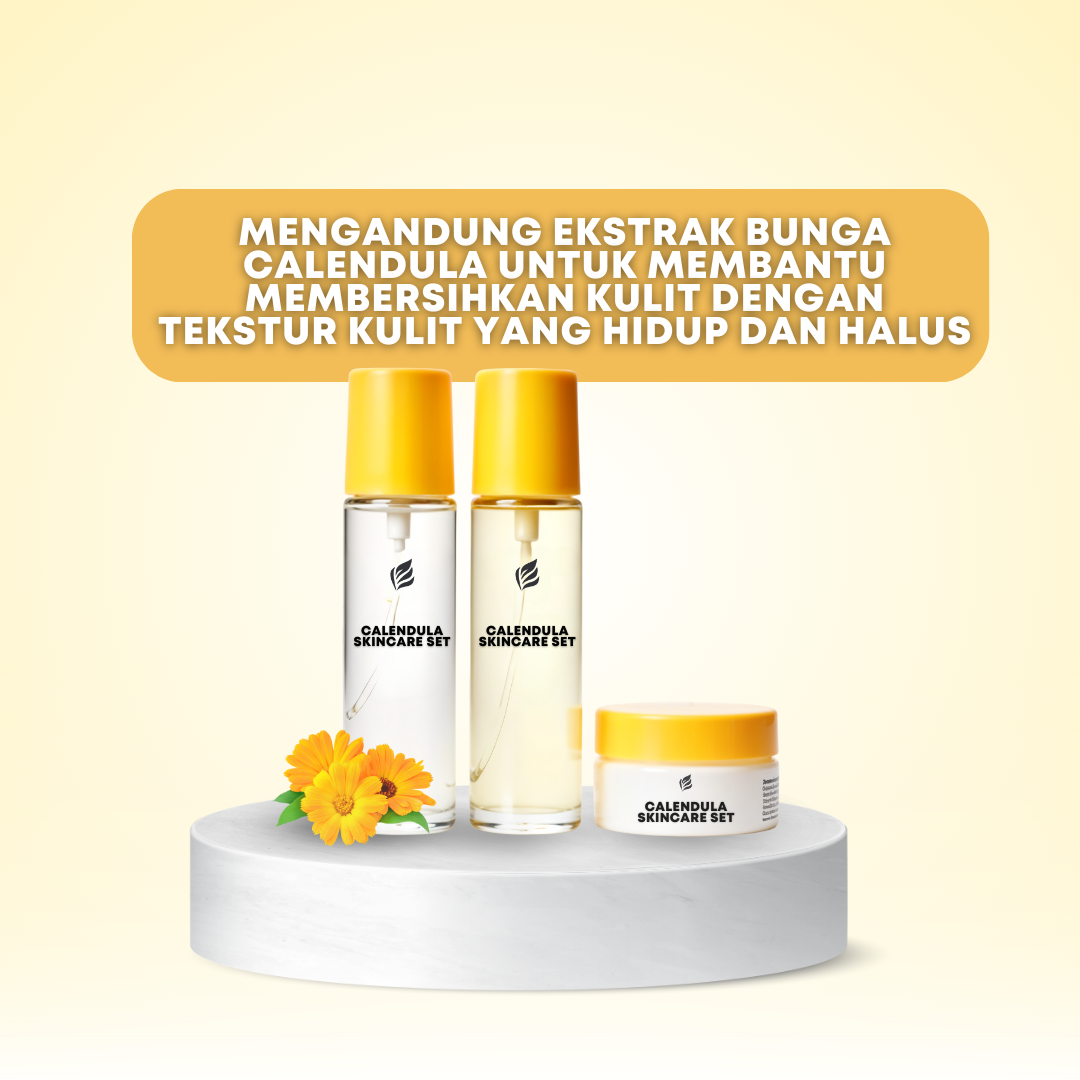 MENGANDUNG EKSTRAK BUNGA
CALENDULA UNTUK MEMBANTU
MEMBERSIHKAN KULIT DENGAN
TEKSTUR KULIT YANG HIDUP DAN HALUS
CALENDULA
SKINCARE SET
CALENDULA
SKINCARE SET
CALENDULA
SKINCARE SET